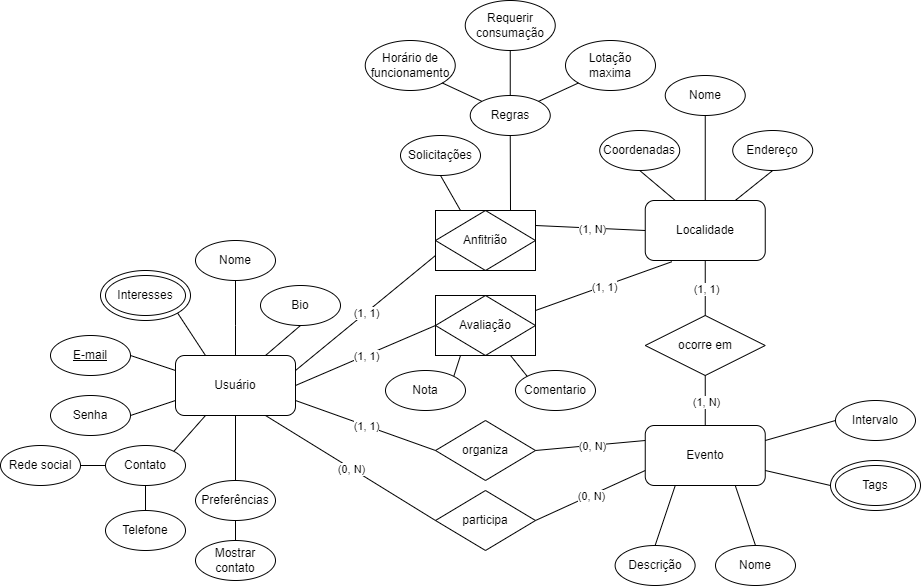 Requerir
consumação
Horário de
funcionamento
Lotação
maxima
Regras
Nome
Solicitações
Coordenadas
Endereço
Anfitrião
(1, N)
Localidade
Nome
Interesses
Bio
(1, 1)
(1, 1)
(1, 1)
Avaliação
ocorre em
E-mail
(1, 1)
Usuário
Nota
Comentario
(1, N)
Senha
(1, 1)
Intervalo
organiza
(0, N)
Evento
Rede social
Contato
(0, N)
Tags
Preferências
(0, N)
participa
Telefone
Mostrar
contato
Descrição
Nome